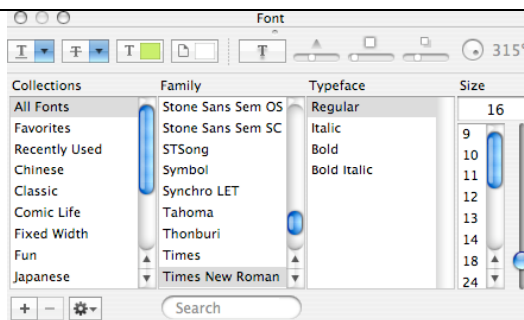 Font
T T T T 315°
Collections Family Typeface Size
All Fonts Stone Sans Sem OS Regular 16
Favorites Stone Sans Sem SC Italic 9
Recently Used STSong Bold 10
Chinese Symbol Bold Italic 11
Classic Synchro LET 12
Comic Life Tahoma 13
Fixed Width Thonburi 14
Fun Times 18
Japanese Times New Roman 24
+ − Search